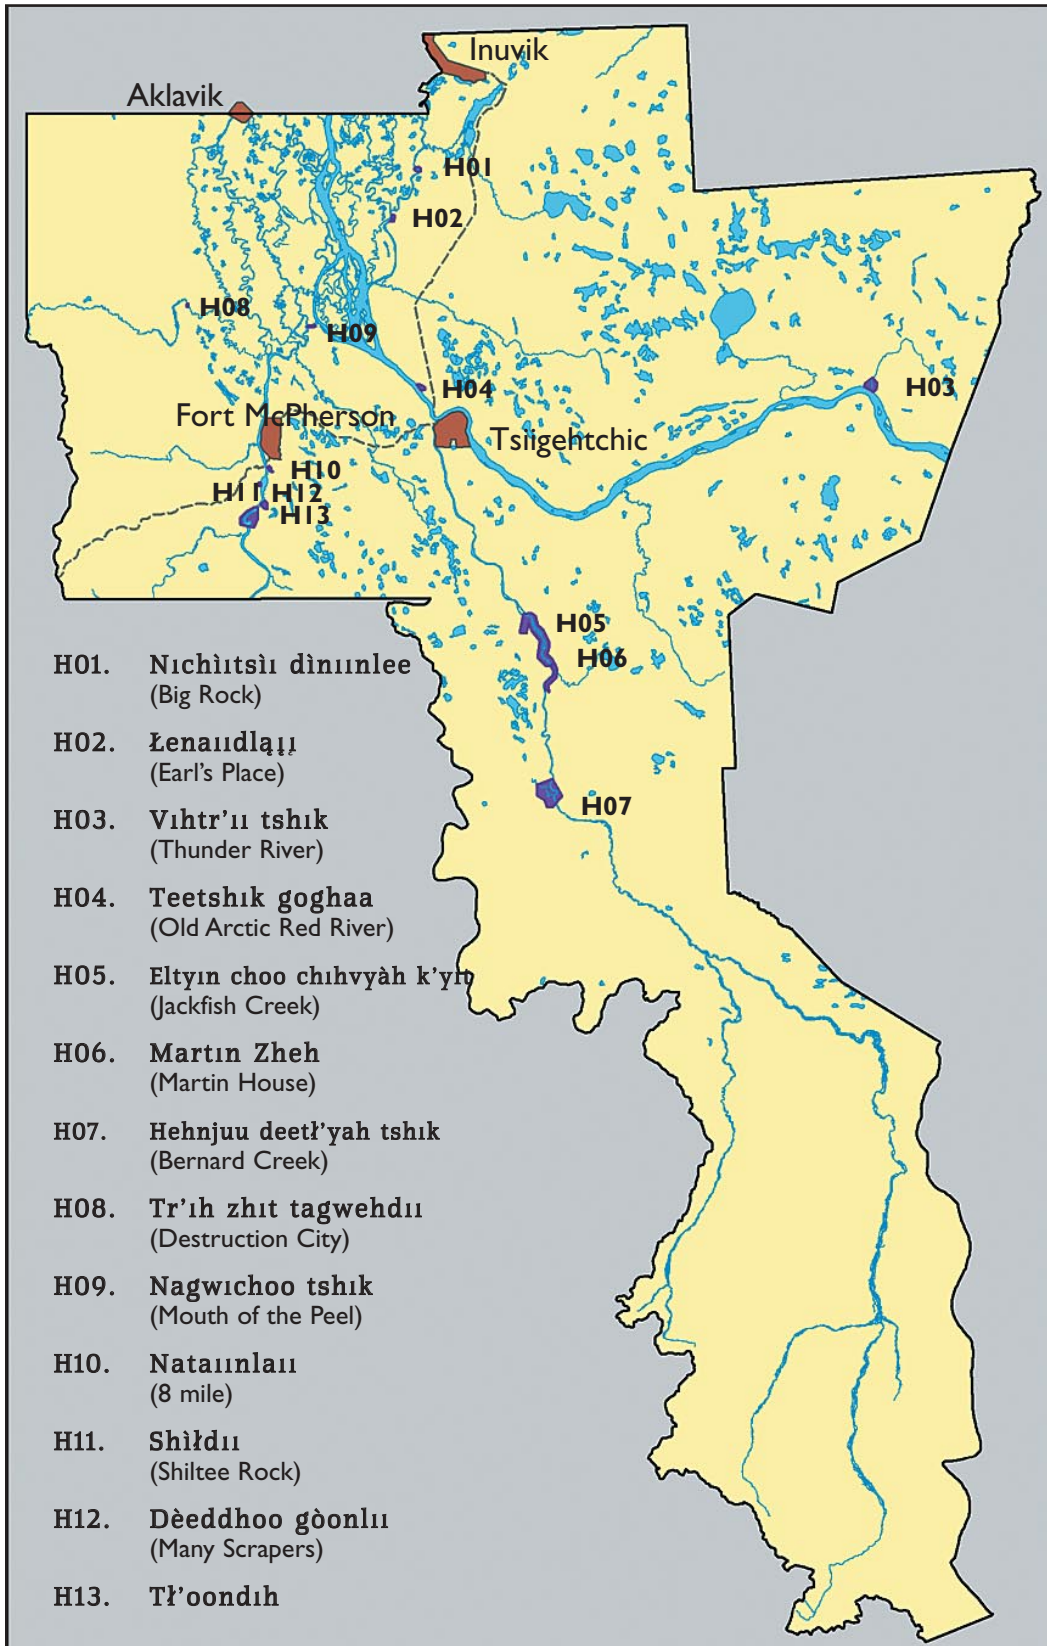 Inuvik
Aklavik
H01
H02
H08
H09
H04
H03
Fort McPherson
Tsiigehtchic
H10
H11 H12
H13
H05
H06
H07
H01. Nıchìıtsìı dìnıınlee
(Big Rock)
H02. Łenaııdląįį
(Earl's Place)
H03. Vıhtr'ıı tshık
(Thunder River)
H04. Teetshık goghaa
(Old Arctic Red River)
H05. Eltyın choo chıhvyàh k'yıt
(Jackfish Creek)
H06. Martın Zheh
(Martin House)
H07. Hehnjuu deetł'yah tshık
(Bernard Creek)
H08. Tr'ıh zhıt tagwehdıı
(Destruction City)
H09. Nagwıchoo tshık
(Mouth of the Peel)
H10. Nataıınlaıı
(8 mile)
H11. Shìłdıı
(Shiltee Rock)
H12. Dèeddhoo gòonlıı
(Many Scrapers)
H13. Tł'oondıh